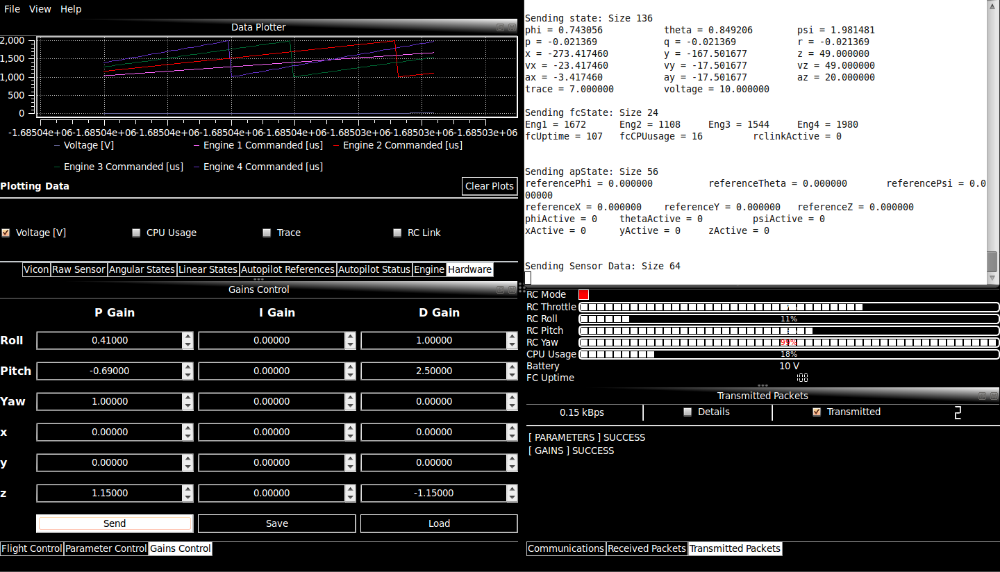 File View Help
Data Plotter
2,000
1,500
1,000
500
0
-1.68504e+06 -1.68504e+06 -1.68504e+06 -1.68504e+06 -1.68504e+06 -1.68503e+06 -1.68503e+06 -1.68503e+06
Voltage [V] Engine 1 Commanded [us] Engine 2 Commanded [us]
Engine 3 Commanded [us] Engine 4 Commanded [us]
Plotting Data Clear Plots
Voltage [V] CPU Usage Trace RC Link
Vicon Raw Sensor Angular States Linear States Autopilot References Autopilot Status Engine Hardware
Gains Control
P Gain I Gain D Gain
Roll 0.41000 0.00000 1.00000
Pitch -0.69000 0.00000 2.50000
Yaw 1.00000 0.00000 0.00000
x 0.00000 0.00000 0.00000
y 0.00000 0.00000 0.00000
z 1.15000 0.00000 -1.15000
Send Save Load
Flight Control Parameter Control Gains Control
Sending state: Size 136
phi = 0.743056 theta = 0.849206 psi = 1.981481
p = -0.021369 q = -0.021369 r = -0.021369
x = -273.417460 y = -167.501677 z = 49.000000
vx = -23.417460 vy = -17.501677 vz = 49.000000
ax = -3.417460 ay = -17.501677 az = 20.000000
trace = 7.000000 voltage = 10.000000
Sending fcState: Size 24
Eng1 = 1672 Eng2 = 1108 Eng3 = 1544 Eng4 = 1980
fcUptime = 107 fcCPUusage = 16 rclinkActive = 0
Sending apState: Size 56
referencePhi = 0.000000 referenceTheta = 0.000000 referencePsi = 0.0
00000
referenceX = 0.000000 referenceY = 0.000000 referenceZ = 0.000000
phiActive = 0 thetaActive = 0 psiActive = 0
xActive = 0 yActive = 0 zActive = 0
Sending Sensor Data: Size 64
RC Mode
RC Throttle
RC Roll 11%
RC Pitch
RC Yaw 99%
CPU Usage 18%
Battery 10 V
FC Uptime 108
Transmitted Packets
0.15 kBps Details Transmitted 2
[ PARAMETERS ] SUCCESS
[ GAINS ] SUCCESS
Communications Received Packets Transmitted Packets